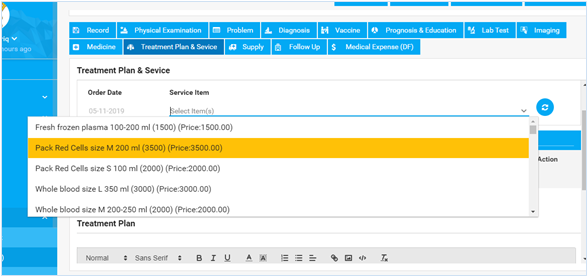 riq
hours ago
Record
Physical Examination
Problem
Diagnosis
Vaccine
Prognosis & Education
Lab Test
Imaging
Medicine
Treatment Plan & Sevice
Supply
Follow Up
$ Medical Expense (DF)
Treatment Plan & Sevice
Order Date Service Item
05-11-2019 Select Item(s)
Fresh frozen plasma 100-200 ml (1500) (Price:1500.00)
Pack Red Cells size M 200 ml (3500) (Price:3500.00)
Action
Pack Red Cells size S 100 ml (2000) (Price:2000.00)
Whole blood size L 350 ml (3000) (Price:3000.00)
Whole blood size M 200-250 ml (2000) (Price:2000.00)
Treatment Plan
Normal Sans Serif B I U A A